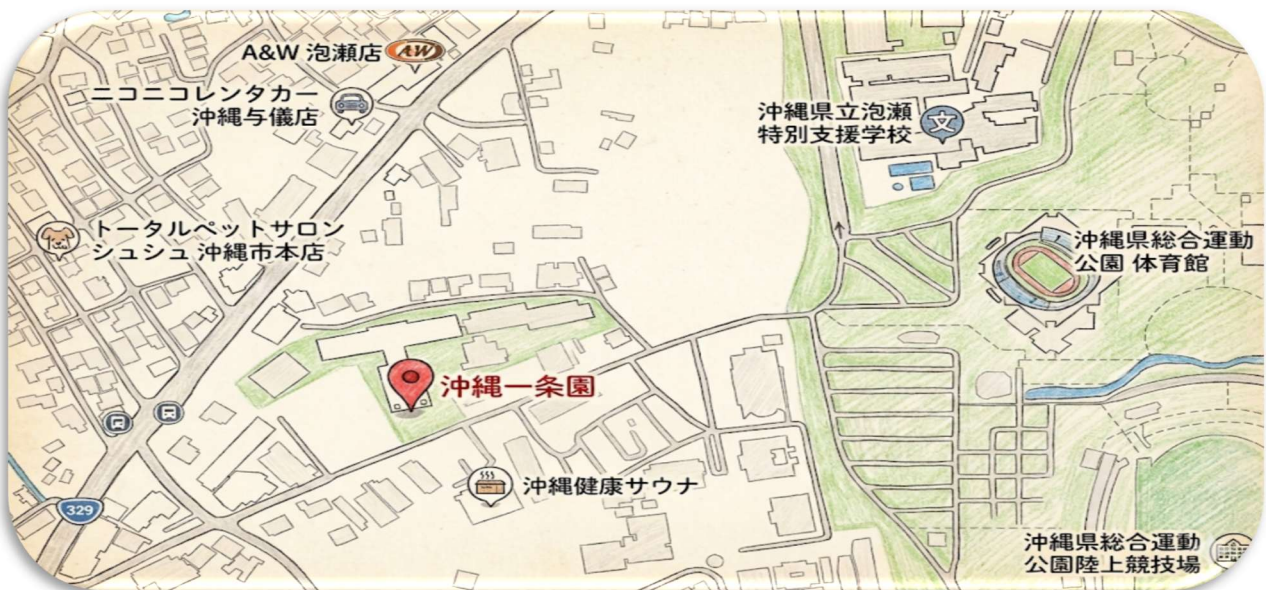 A&W 泡瀬店
A&W
ニコニコレンタカー
沖縄与儀店
沖縄県立泡瀬
特別支援学校
文
トータルペットサロン
シュシュ 沖縄市本店
沖縄県総合運動
公園 体育館
沖縄一条園
沖縄健康サウナ
329
沖縄県総合運動
公園陸上競技場